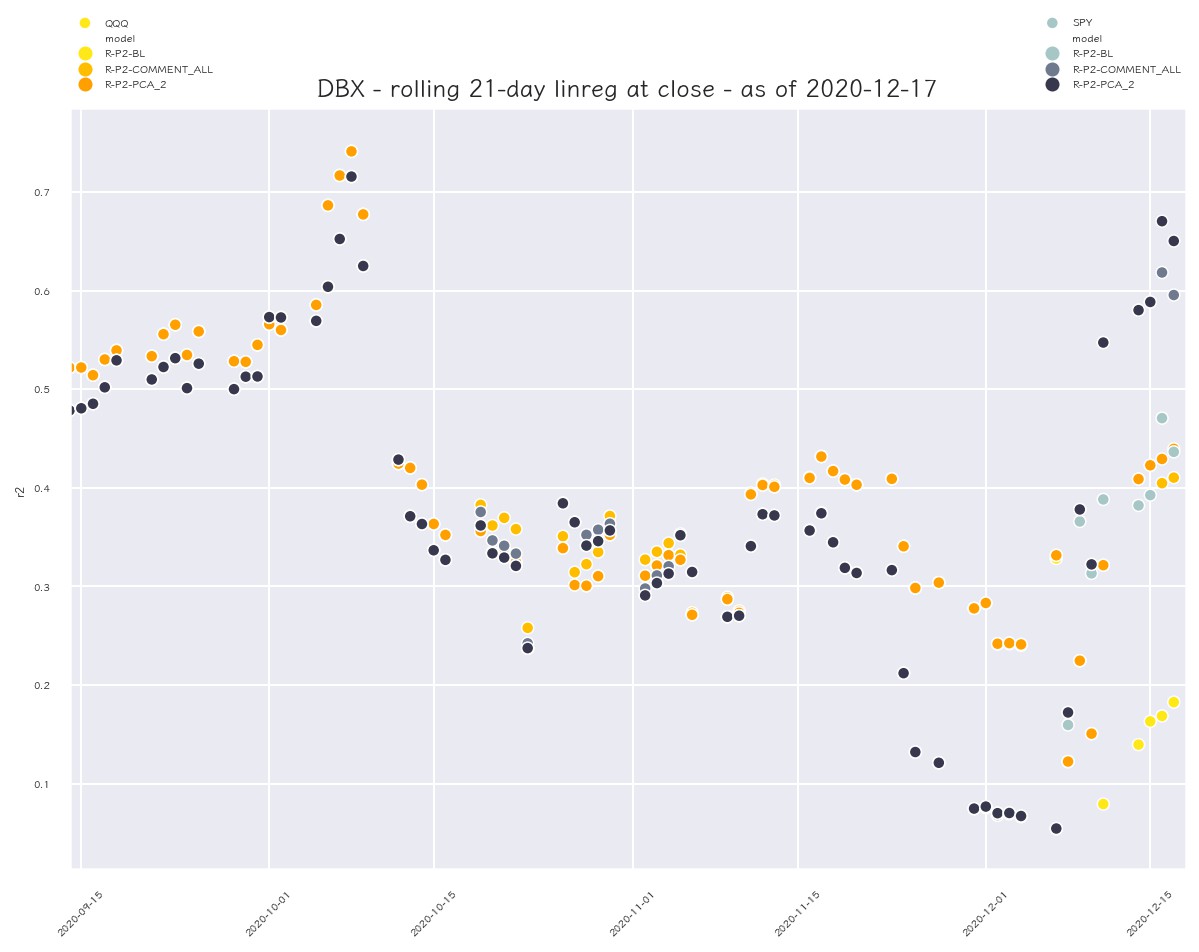 QQQ
model
R-P2-BL
R-P2-COMMENT_ALL
R-P2-PCA_2
SPY
model
R-P2-BL
R-P2-COMMENT_ALL
R-P2-PCA_2
DBX - rolling 21-day linreg at close - as of 2020-12-17
r2
0.7
0.6
0.5
0.4
0.3
0.2
0.1
2020-09-15
2020-10-01
2020-10-15
2020-11-01
2020-11-15
2020-12-01
2020-12-15